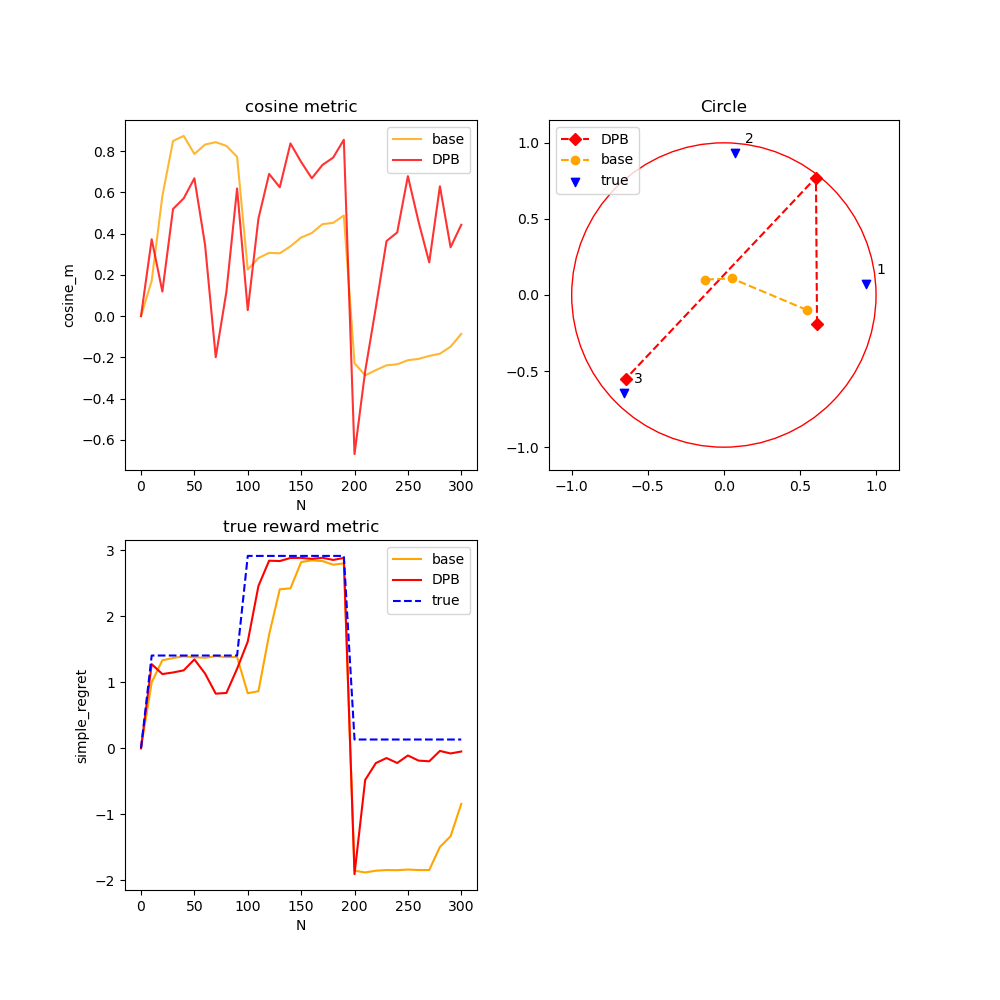 cosine metric
base
DPB
0.8
0.6
0.4
0.2
0.0
−0.2
−0.4
−0.6
cosine_m
0 50 100 150 200 250 300
N
Circle
DPB
base
true
2
1
3
1.0
0.5
0.0
−0.5
−1.0
−1.0 −0.5 0.0 0.5 1.0
true reward metric
base
DPB
true
3
2
1
0
−1
−2
simple_regret
0 50 100 150 200 250 300
N